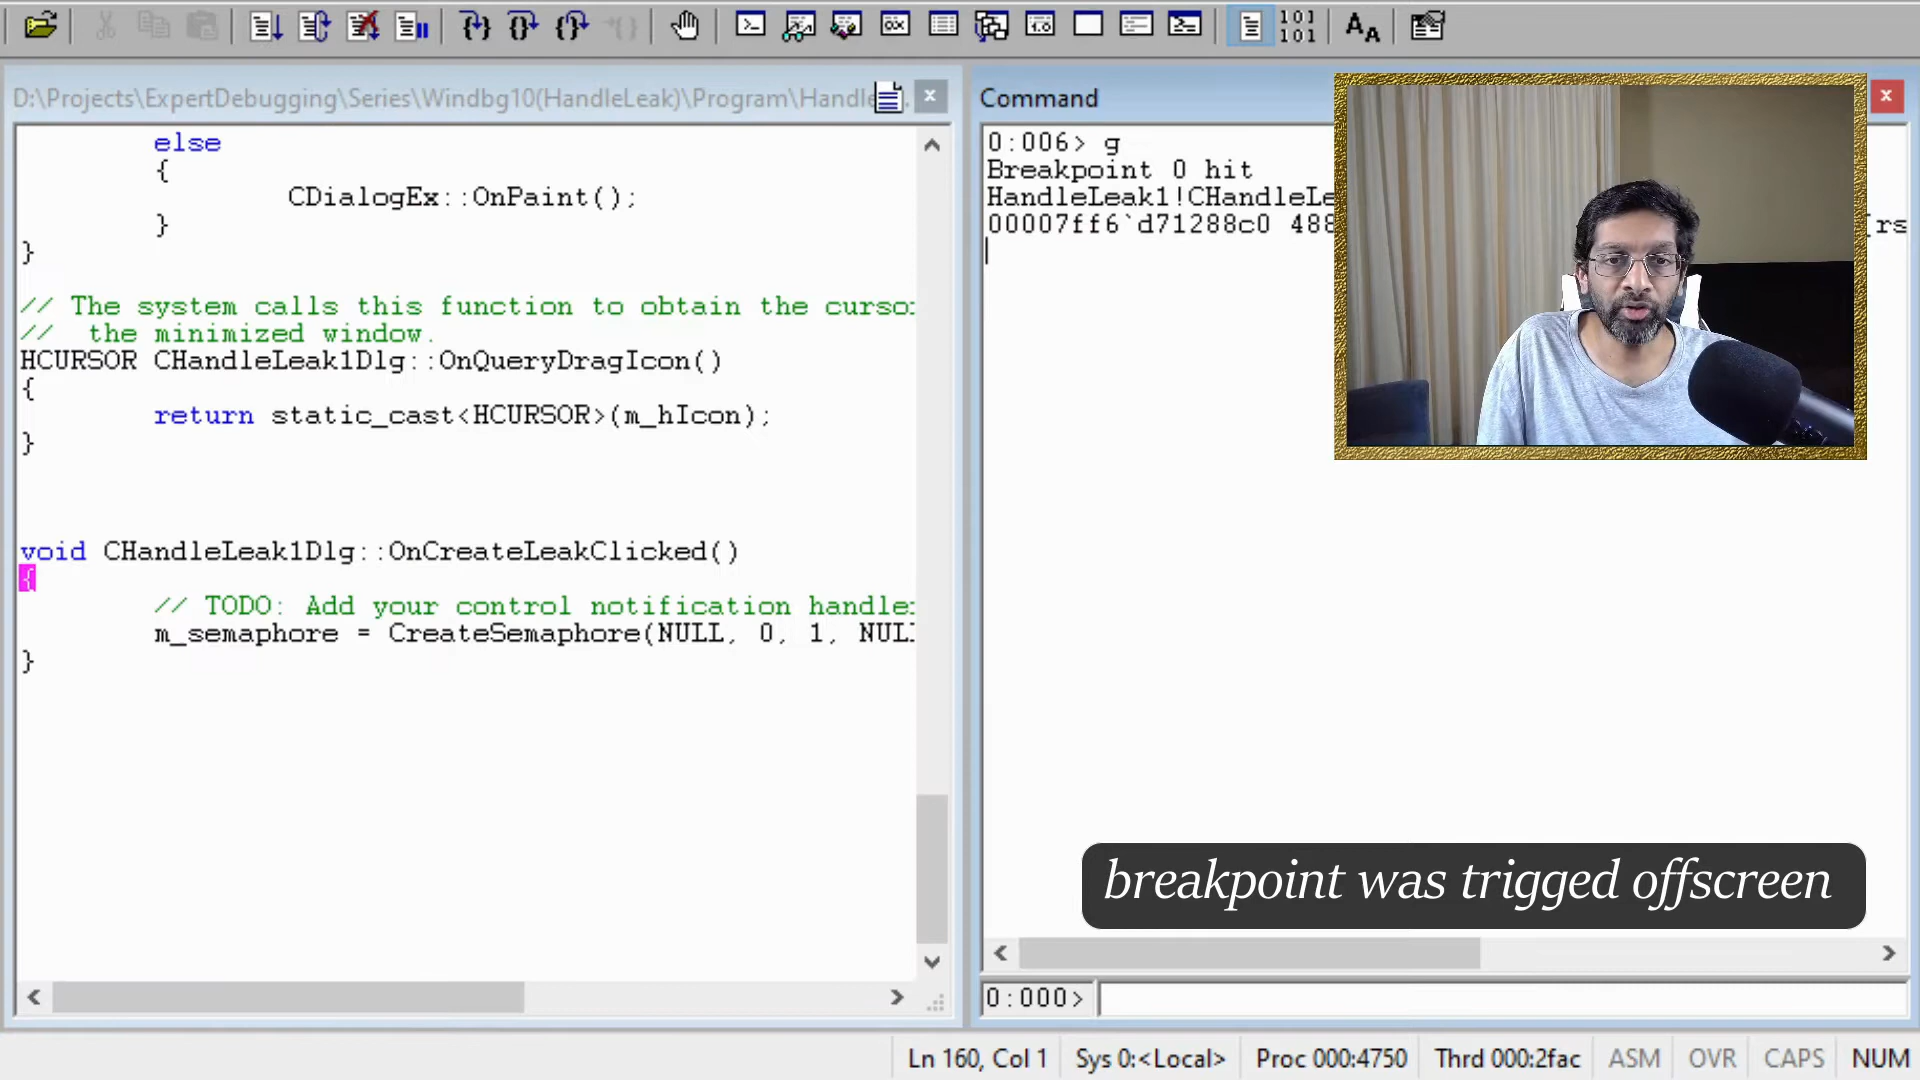 D:\Projects\ExpertDebugging\Series\Windbg10(HandleLeak)\Program\Handle
else
{
CDialogEx::OnPaint();
}
}
// The system calls this function to obtain the cursor
// the minimized window.
HCURSOR CHandleLeak1Dlg::OnQueryDragIcon()
{
return static_cast<HCURSOR>(m_hIcon);
}
void CHandleLeak1Dlg::OnCreateLeakClicked()
{
// TODO: Add your control notification handler
m_semaphore = CreateSemaphore(NULL, 0, 1, NULL
}
Command
0:006> g
Breakpoint 0 hit
HandleLeak1!CHandleLe
00007ff6`d71288c0 488 [rs
breakpoint was trigged offscreen
0:000>
Ln 160, Col 1 Sys 0:<Local> Proc 000:4750 Thrd 000:2fac ASM OVR CAPS NUM